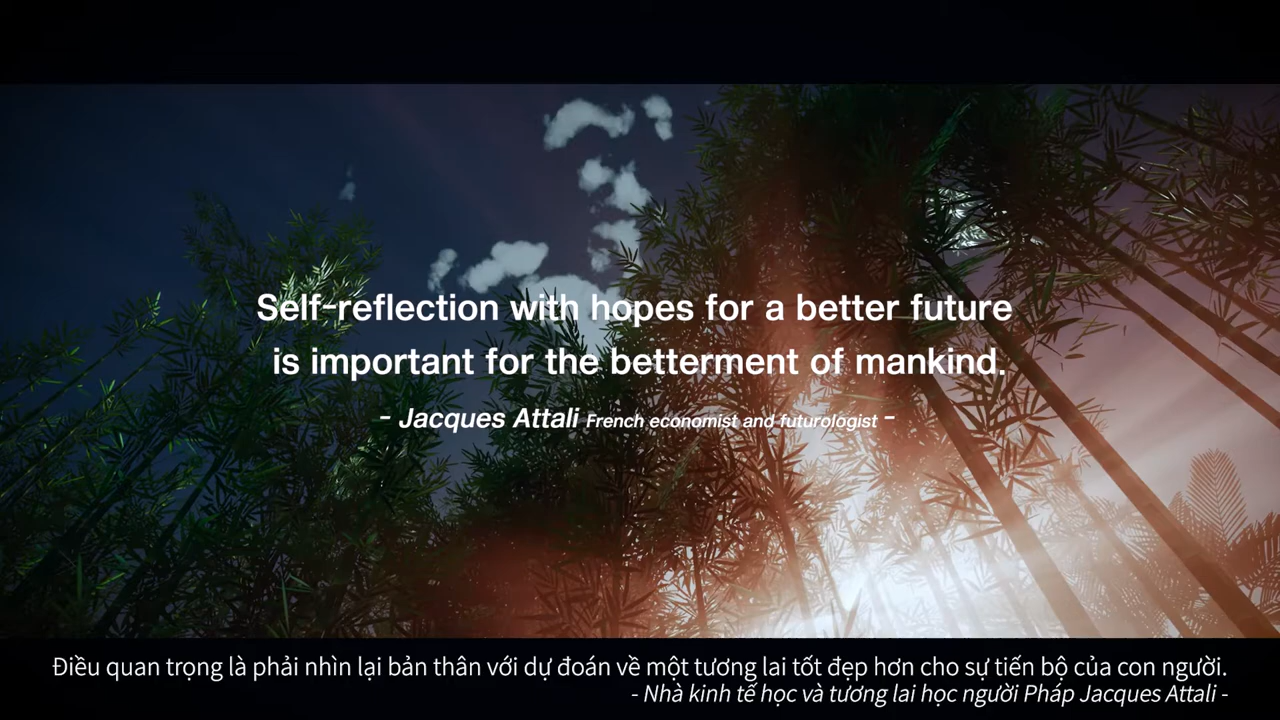 Self-reflection with hopes for a better future
is important for the betterment of mankind.
- Jacques Attali French economist and futurologist -
Điều quan trọng là phải nhìn lại bản thân với dự đoán về một tương lai tốt đẹp hơn cho sự tiến bộ của con người.
- Nhà kinh tế học và tương lai học người Pháp Jacques Attali -